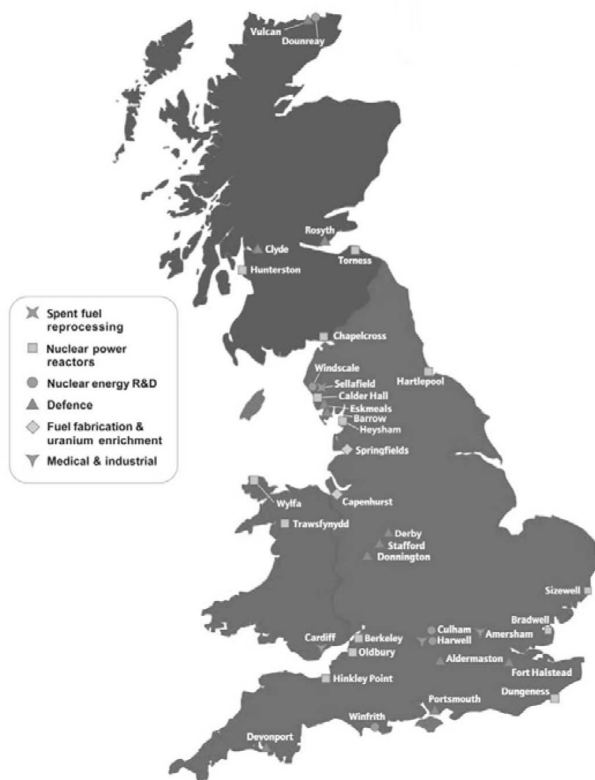 Vulcan
Dounreay
Rosyth
Clyde
Torness
Hunterston
Spent fuel
reprocessing
Nuclear power
reactors
Nuclear energy R&D
Defence
Fuel fabrication &
uranium enrichment
Medical & industrial
Chapelcross
Windscale
Sellafield
Hartlepool
Calder Hall
Eskmeals
Barrow
Heysham
Springfields
Wylfa
Capenhurst
Trawsfynydd
Derby
Stafford
Donnington
Sizewell
Bradwell
Culham
Cardiff
Berkeley
Harwell
Amersham
Oldbury
Aldermaston
Fort Halstead
Hinkley Point
Dungeness
Portsmouth
Winfrith
Devonport